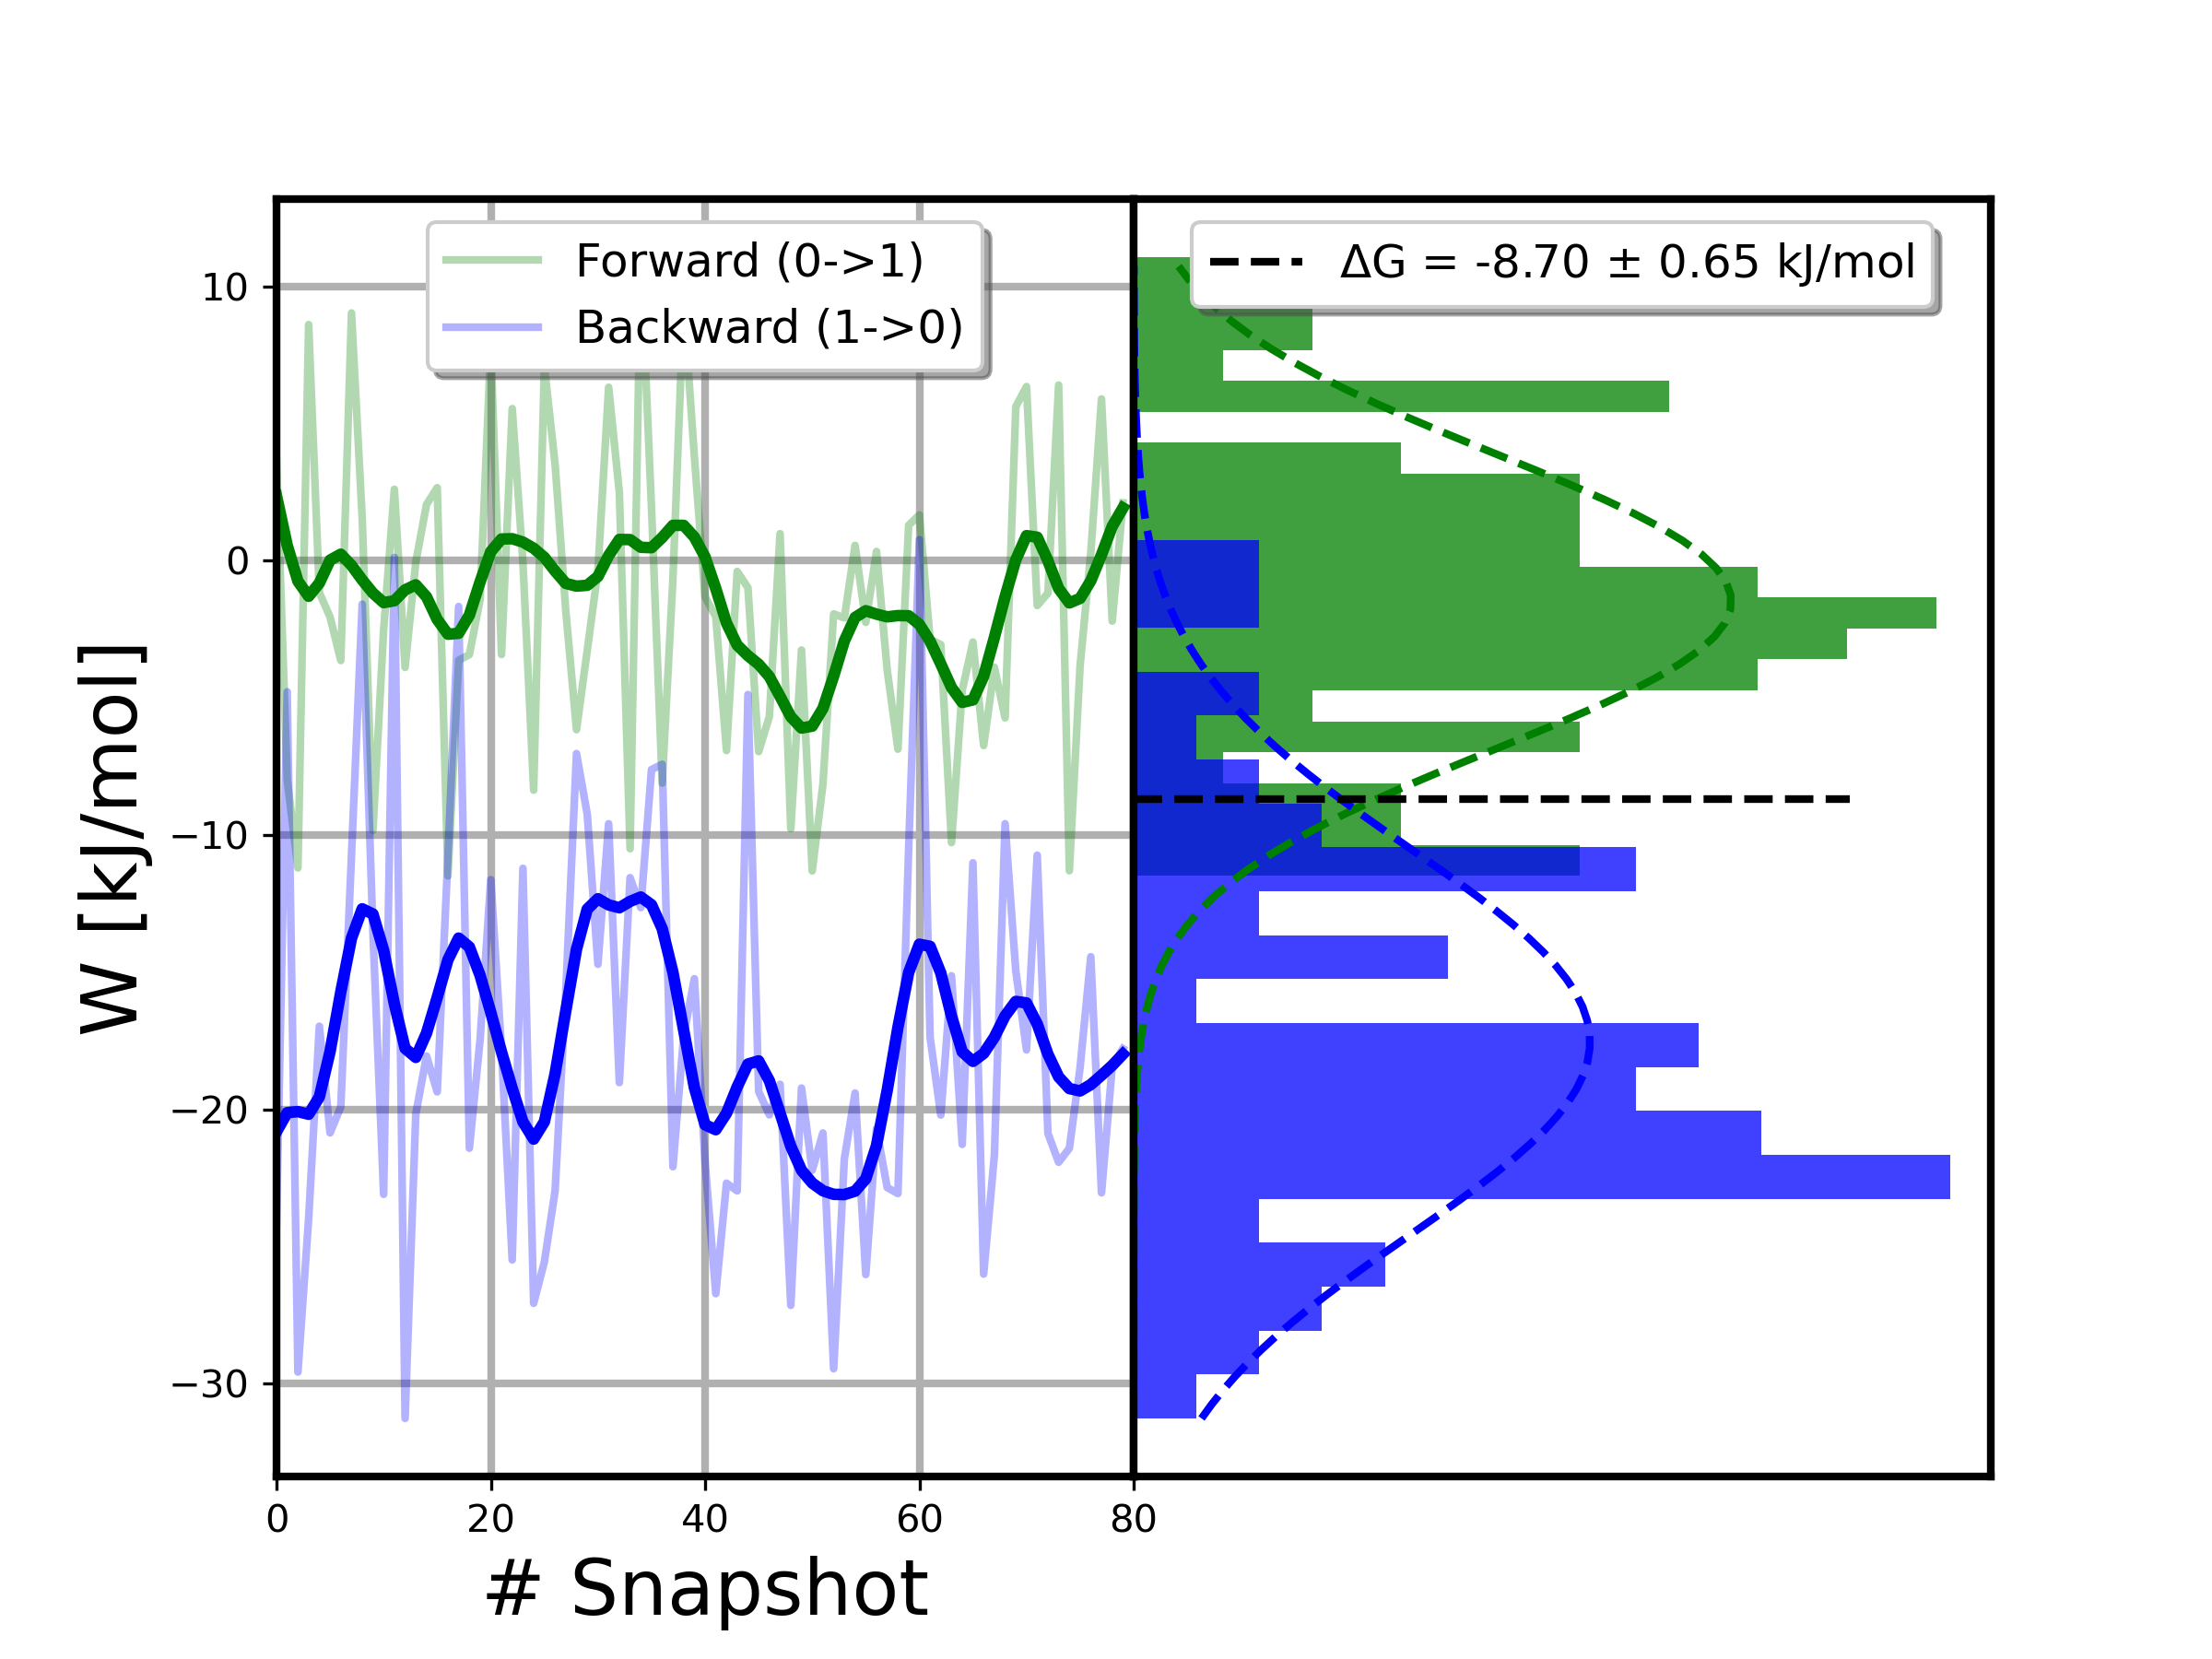 Forward (0->1)
Backward (1->0)
ΔG = -8.70 ± 0.65 kJ/mol
10
0
−10
−20
−30
W [kJ/mol]
0 20 40 60 80
# Snapshot